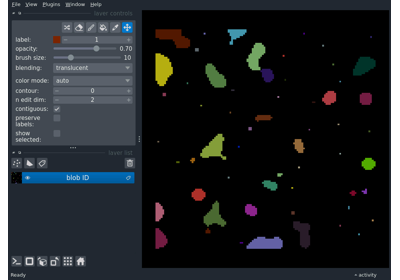 File View Plugins Window Help
layer controls
label: 1
opacity: 0.70
brush size: 10
blending: translucent
color mode: auto
contour: 0
n edit dim: 2
contiguous:
preserve
labels:
show
selected:
layer list
blob ID
Ready
activity